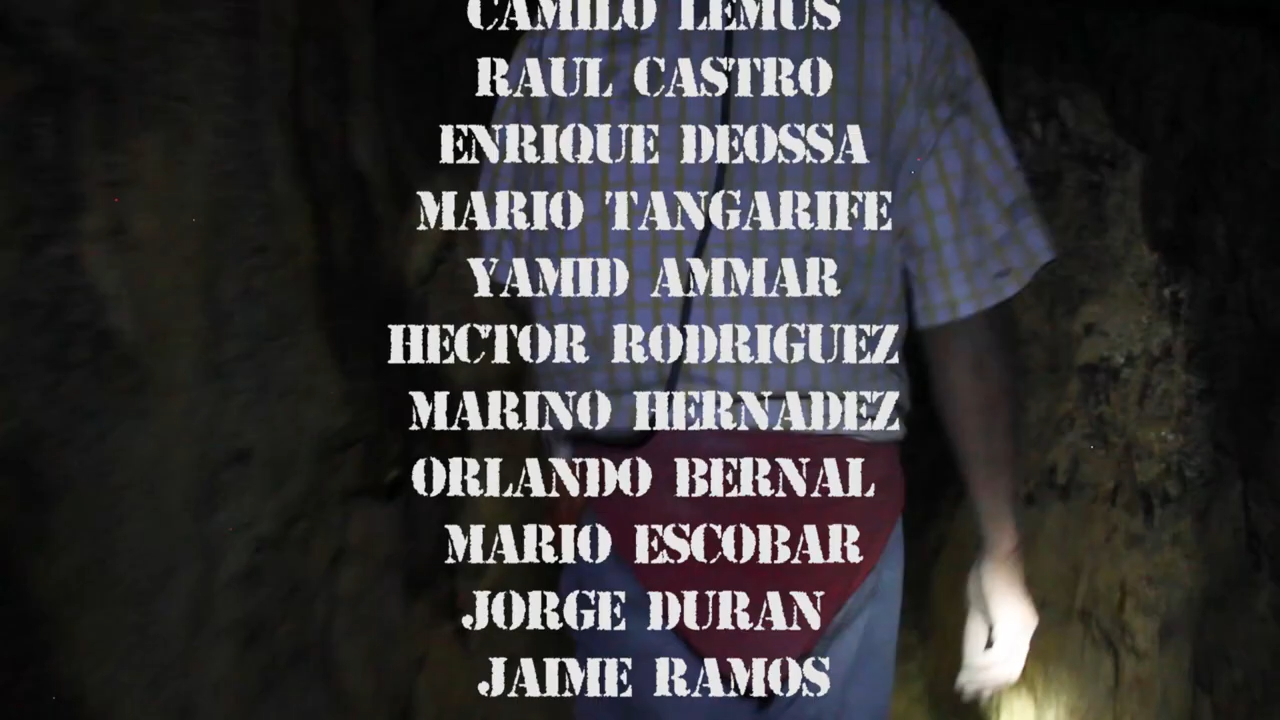 CAMILO LEMUS
RAUL CASTRO
ENRIQUE DEOSSA
MARIO TANGARIFE
YAMID AMMAR
HECTOR RODRIGUEZ
MARINO HERNADEZ
ORLANDO BERNAL
MARIO ESCOBAR
JORGE DURAN
JAIME RAMOS